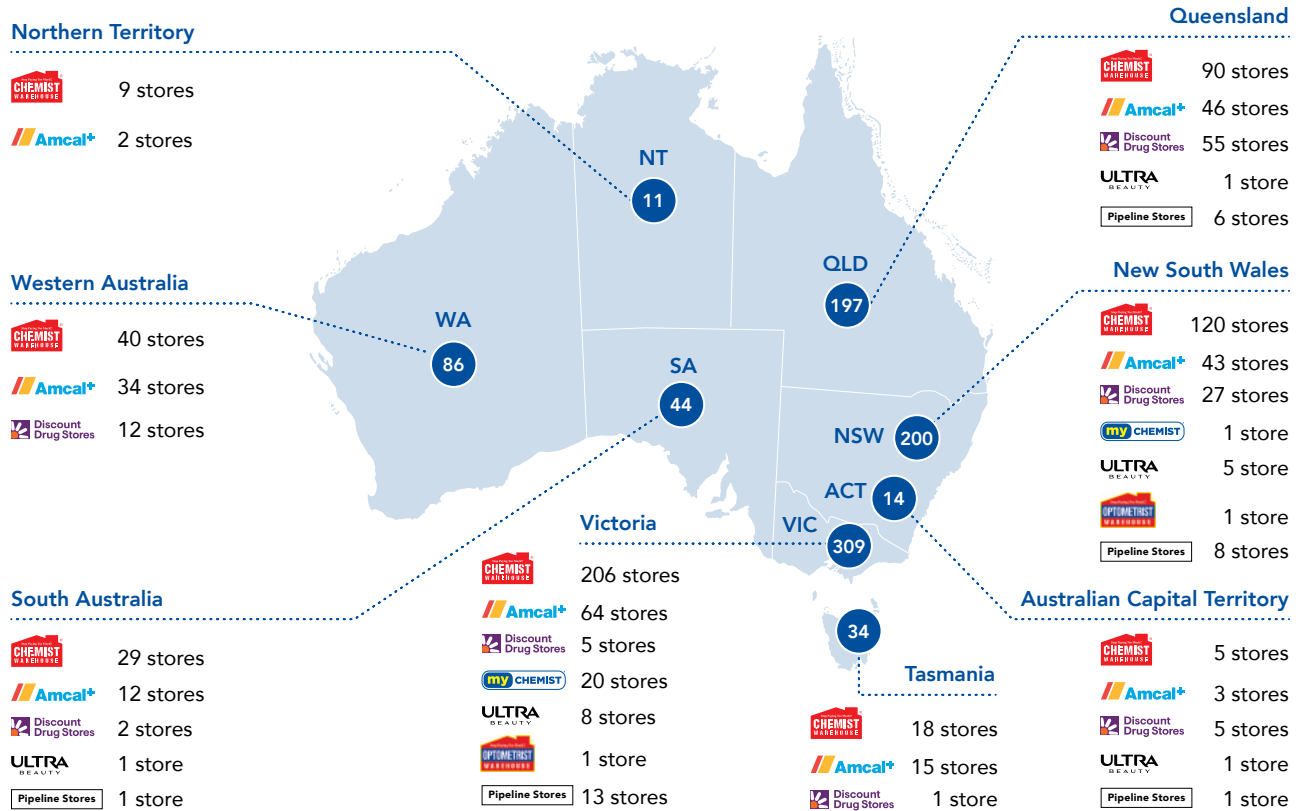 Northern Territory
CHEMIST
WAREHOUSE
9 stores
Amcal+
2 stores
Western Australia
CHEMIST
WAREHOUSE
40 stores
Amcal+
34 stores
Discount
Drug Stores
12 stores
South Australia
CHEMIST
WAREHOUSE
29 stores
Amcal+
12 stores
Discount
Drug Stores
2 stores
ULTRA
BEAUTY
1 store
Pipeline Stores
1 store
NT
11
WA
86
SA
44
QLD
197
NSW
200
ACT
14
VIC
309
34
Victoria
CHEMIST
WAREHOUSE
206 stores
Amcal+
64 stores
Discount
Drug Stores
5 stores
my CHEMIST
20 stores
ULTRA
BEAUTY
8 stores
OPTOMETRIST
WAREHOUSE
1 store
Pipeline Stores
13 stores
Tasmania
CHEMIST
WAREHOUSE
18 stores
Amcal+
15 stores
Discount
Drug Stores
1 store
Queensland
CHEMIST
WAREHOUSE
90 stores
Amcal+
46 stores
Discount
Drug Stores
55 stores
ULTRA
BEAUTY
1 store
Pipeline Stores
6 stores
New South Wales
CHEMIST
WAREHOUSE
120 stores
Amcal+
43 stores
Discount
Drug Stores
27 stores
my CHEMIST
1 store
ULTRA
BEAUTY
5 store
OPTOMETRIST
WAREHOUSE
1 store
Pipeline Stores
8 stores
Australian Capital Territory
CHEMIST
WAREHOUSE
5 stores
Amcal+
3 stores
Discount
Drug Stores
5 stores
ULTRA
BEAUTY
1 store
Pipeline Stores
1 store